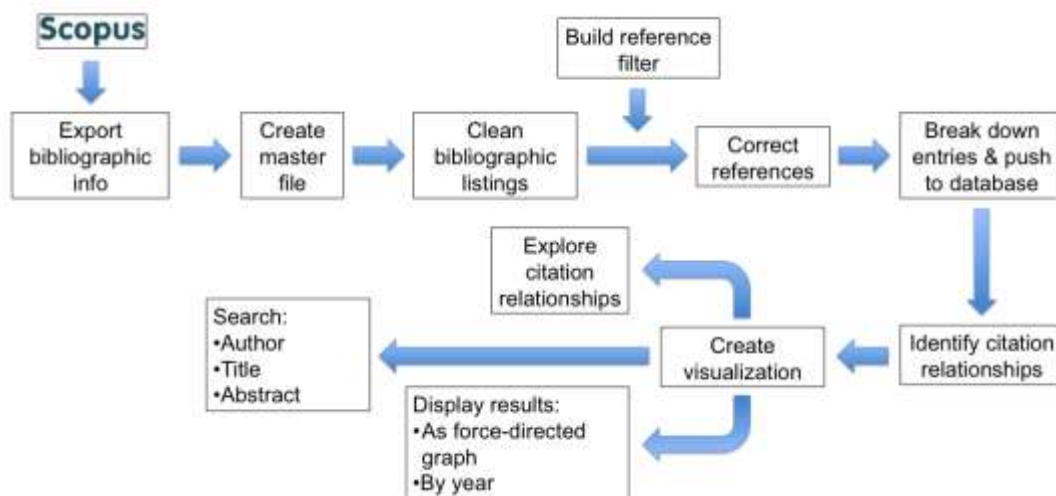 Scopus
Build reference
filter
Export
bibliographic
info
Create
master
file
Clean
bibliographic
listings
Correct
references
Break down
entries & push
to database
Explore
citation
relationships
Search:
•Author
•Title
•Abstract
Create
visualization
Identify citation
relationships
Display results:
•As force-directed
graph
•By year